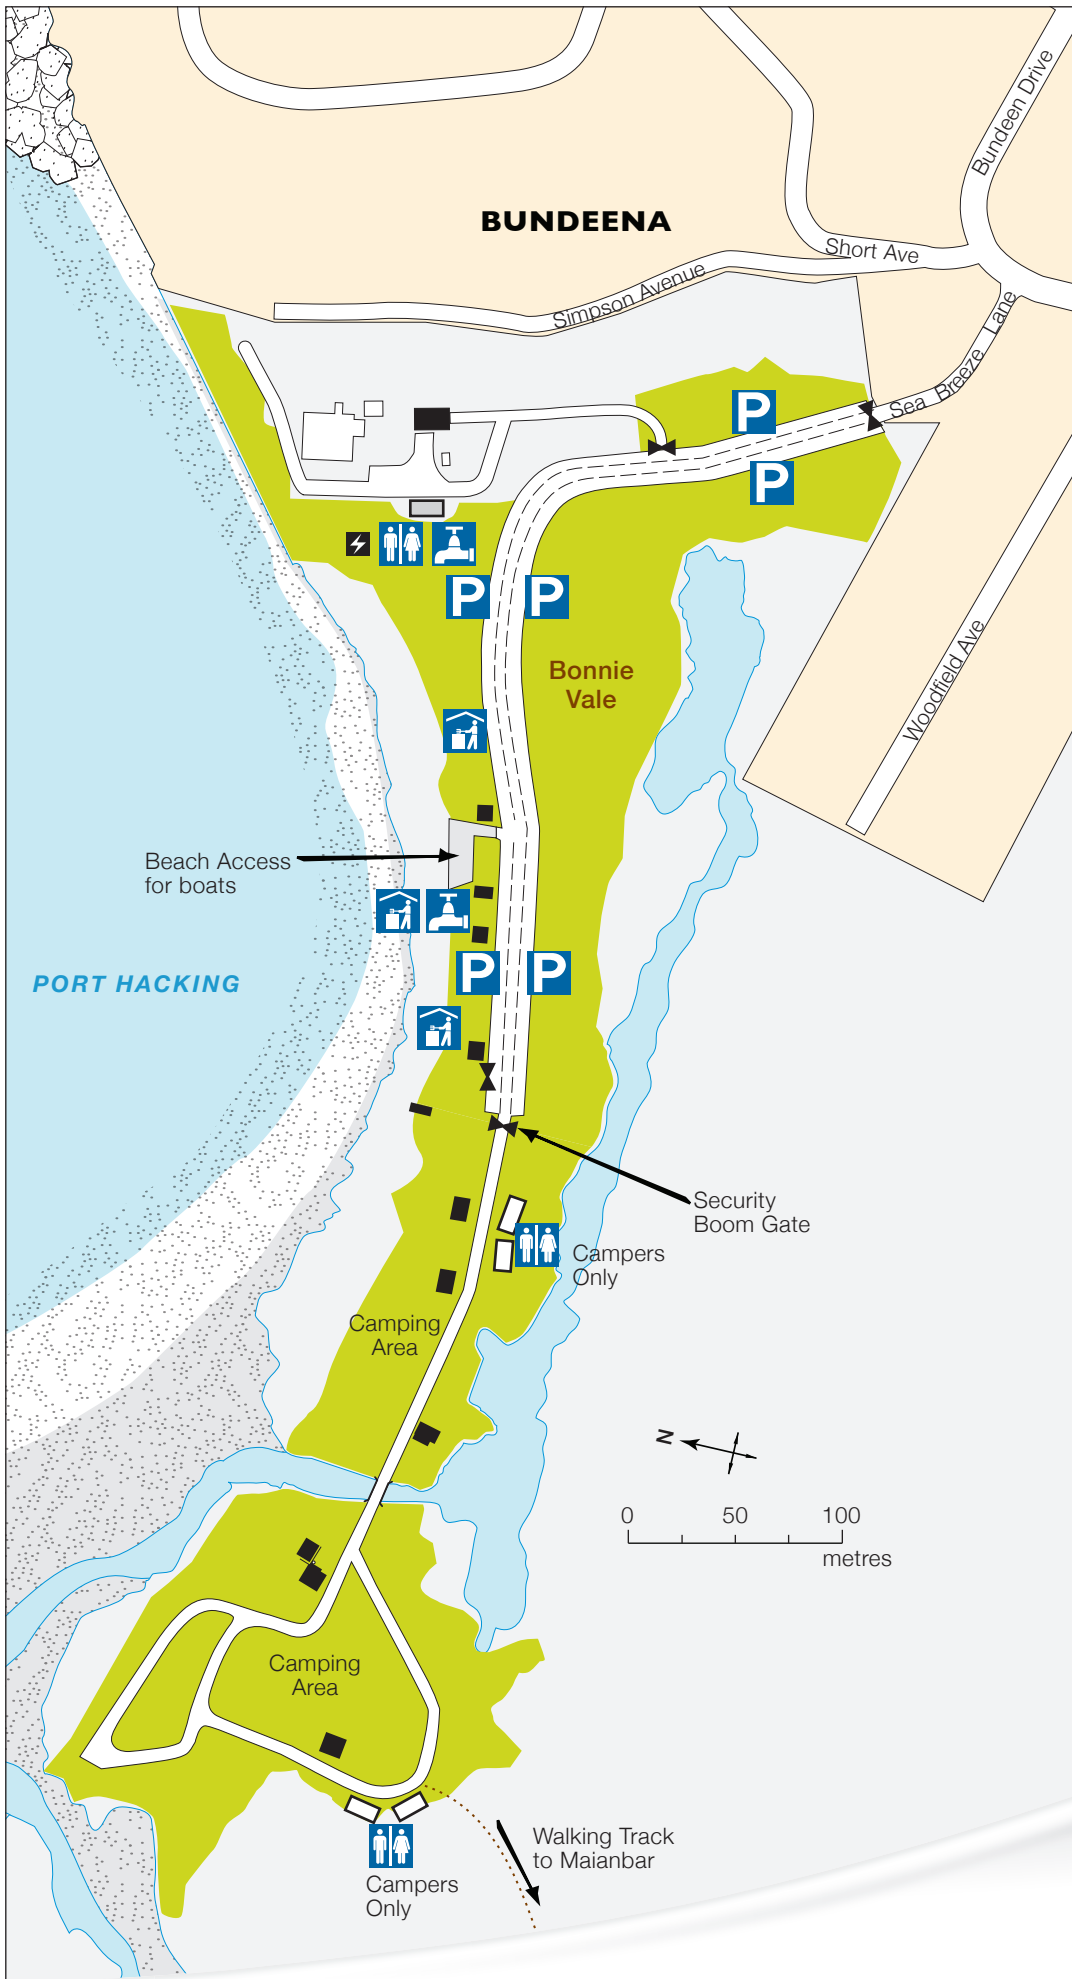 Bundeen Drive
BUNDEENA
Short Ave
Simpson Avenue
Sea Breeze Lane
P
P
P
P
Bonnie
Vale
Woodfield Ave
Beach Access
for boats
P
P
PORT HACKING
Security
Boom Gate
Campers
Only
Camping
Area
N
0 50 100
metres
Camping
Area
Walking Track
to Maianbar
Campers
Only